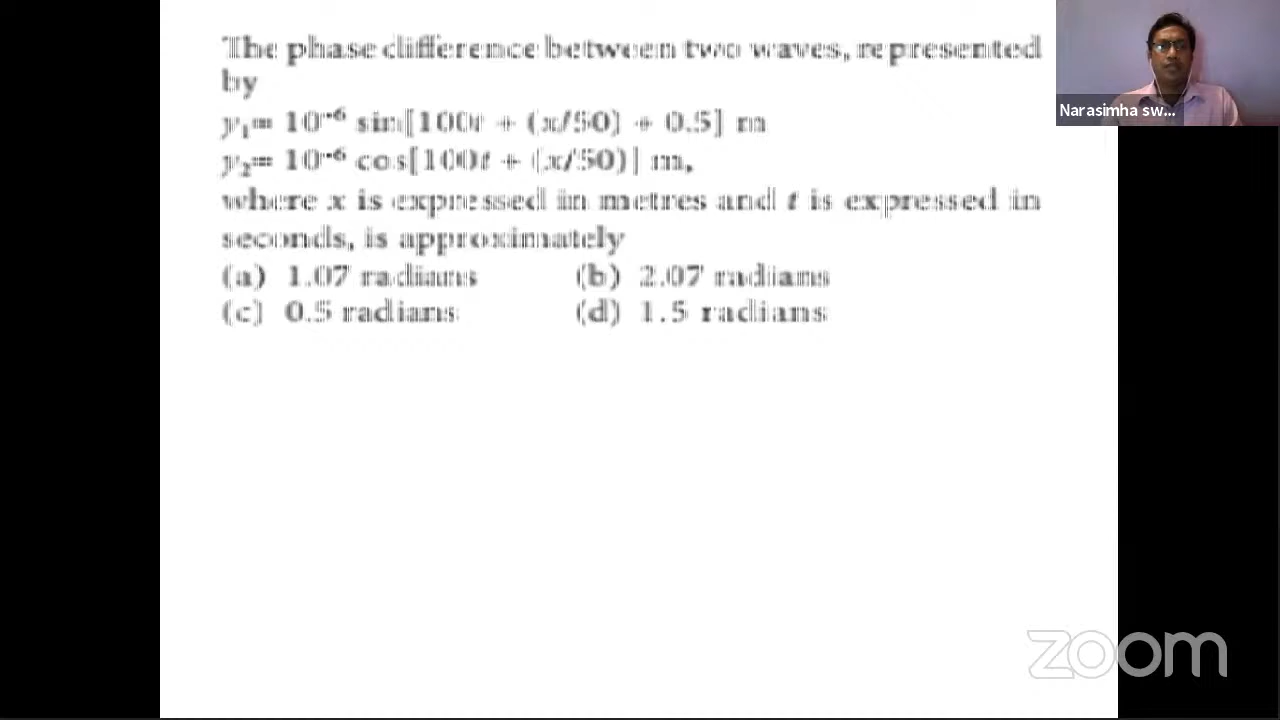 The phase difference between two waves, represented
by
y₁= 10⁻⁶ sin[100t + (x/50) + 0.5] m
y₂= 10⁻⁶ cos[100t + (x/50)] m,
where x is expressed in metres and t is expressed in
seconds, is approximately
(a) 1.07 radians (b) 2.07 radians
(c) 0.5 radians (d) 1.5 radians
Narasimha sw...
zoom